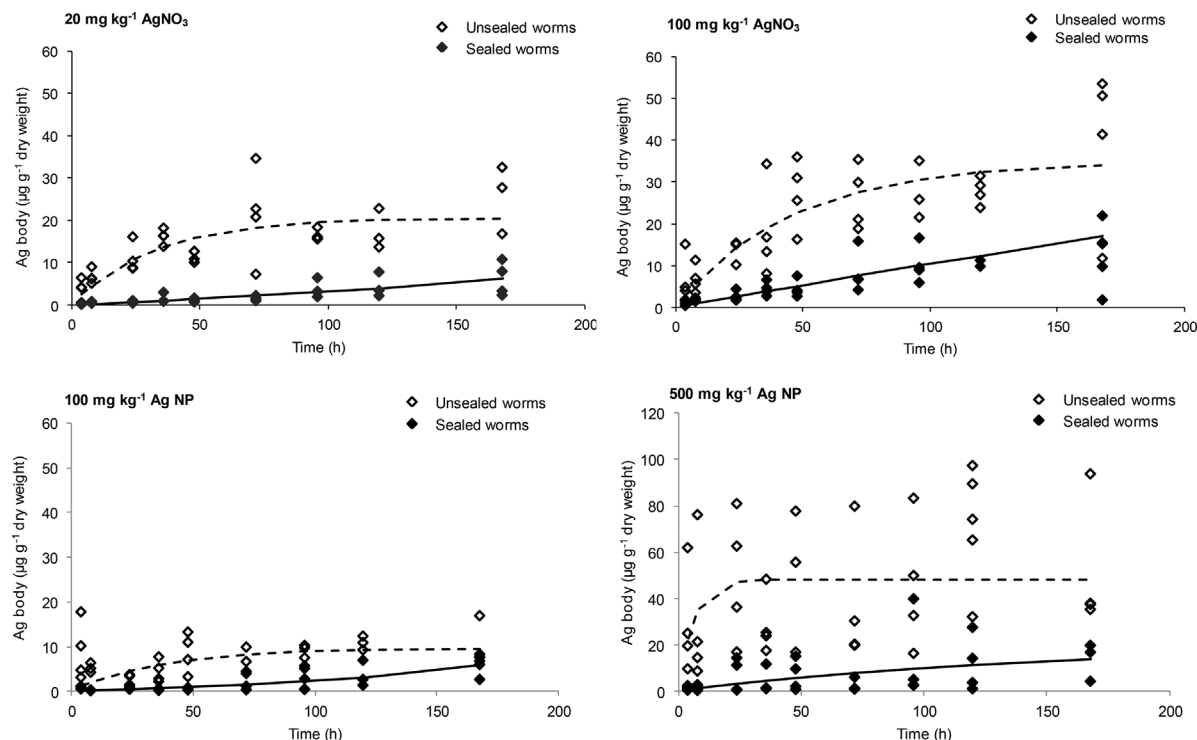 20 mg kg-1 AgNO3
Unsealed worms
Sealed worms
Ag body (µg g-1 dry weight)
60
50
40
30
20
10
0
0 50 100 150 200
Time (h)
100 mg kg-1 AgNO3
Unsealed worms
Sealed worms
Ag body (µg g-1 dry weight)
60
50
40
30
20
10
0
0 50 100 150 200
Time (h)
100 mg kg-1 Ag NP
Unsealed worms
Sealed worms
Ag body (µg g-1 dry weight)
60
50
40
30
20
10
0
0 50 100 150 200
Time (h)
500 mg kg-1 Ag NP
Unsealed worms
Sealed worms
Ag body (µg g-1 dry weight)
120
100
80
60
40
20
0
0 50 100 150 200
Time (h)